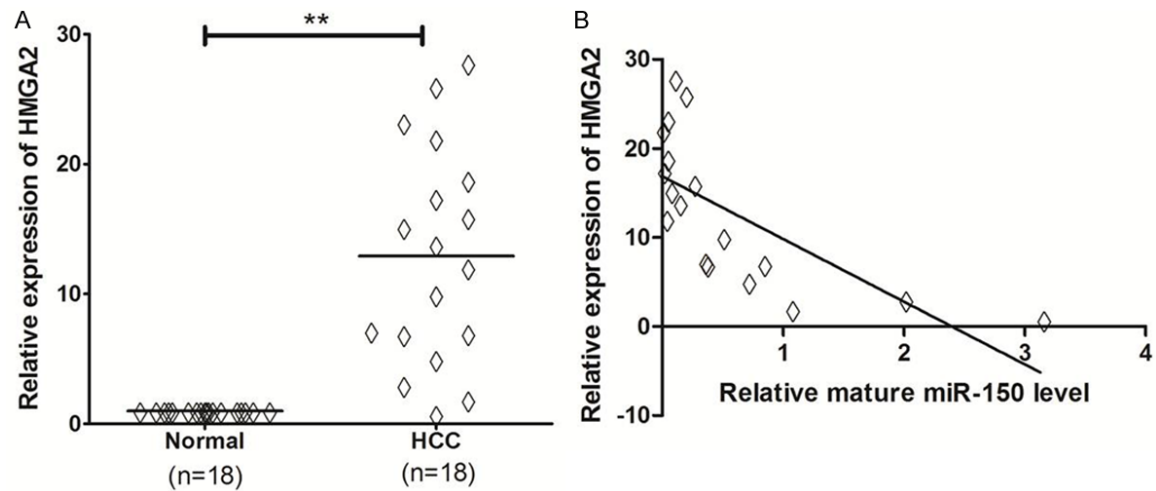 A
**
Relative expression of HMGA2
30
20
10
0
Normal
HCC
(n=18)
(n=18)
B
Relative expression of HMGA2
30
20
10
0
-10
1
2
3
4
Relative mature miR-150 level